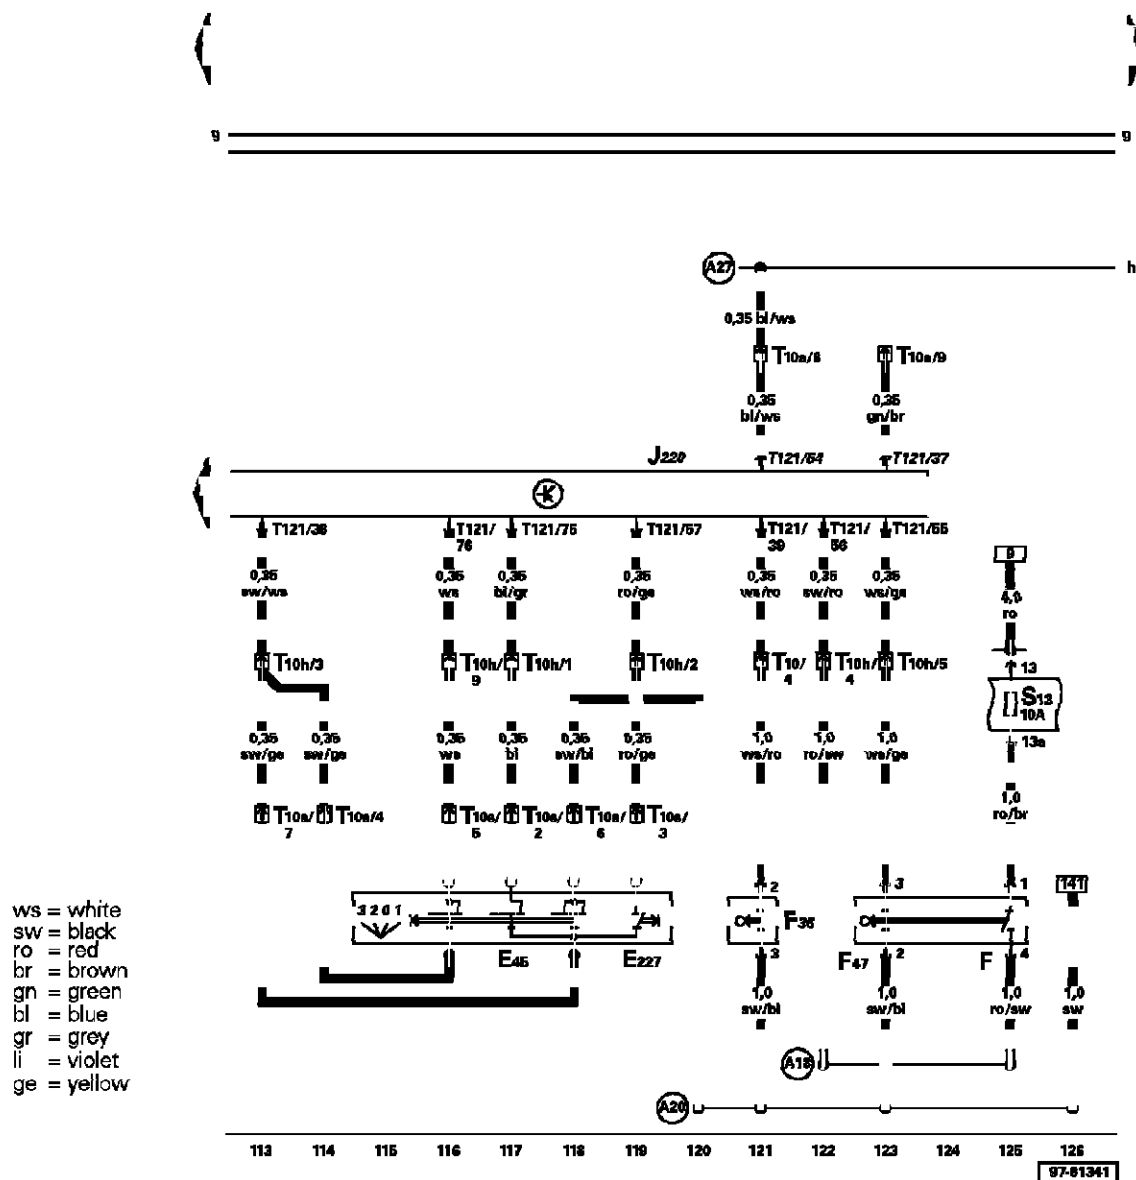 g g
A27 h
0,35 bl/ws
T10a/8 T10a/9
0,35 0,35
bl/ws gn/br
J220 T121/54 T121/37
K
T121/38 T121/ T121/75 T121/57 T121/ T121/ T121/55
76 39 56
9
0,35 0,35 0,35 0,35 0,35 0,35 0,35
sw/ws ws bl/gr ro/ge ws/ro sw/ro ws/ge
4,0
ro
T10h/3 T10h/ T10h/1 T10h/2 T10/ T10h/ T10h/5 13
9 4 4
S13
10A
0,35 0,35 0,35 0,35 0,35 0,35 1,0 1,0 1,0
sw/ge sw/ge ws bl sw/bl ro/ge ws/ro ro/sw ws/ge
13a
1,0
ro/br
T10a/ T10a/4 T10a/ T10a/ T10a/ T10a/
7 5 2 6 3
2 3 1 141
3 2 0 1
F36
E45 E227 3 F47 2 F 4
1,0 1,0 1,0 1,0
sw/bl sw/bl ro/sw sw
A18
A20
113 114 115 116 117 118 119 120 121 122 123 124 125 126
97-61341
ws = white
sw = black
ro = red
br = brown
gn = green
bl = blue
gr = grey
li = violet
ge = yellow